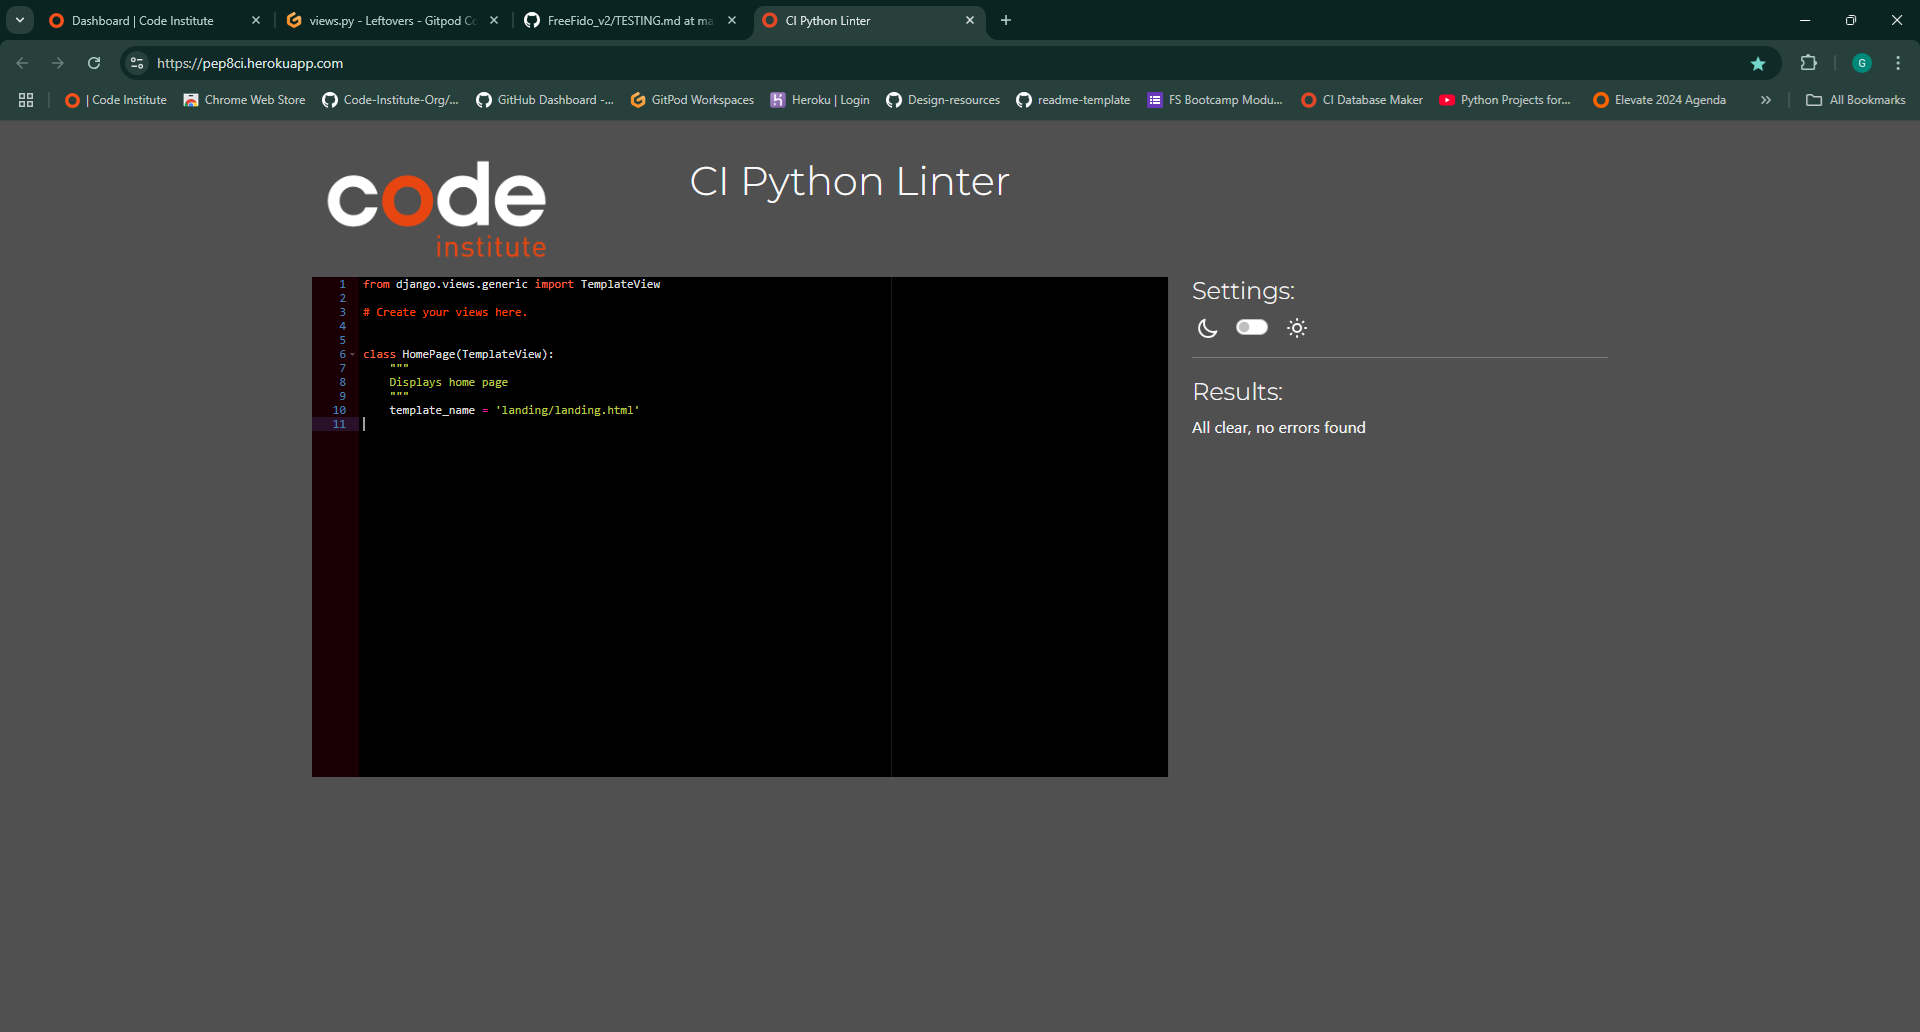 Dashboard | Code Institute
views.py - Leftovers - Gitpod Co
FreeFido_v2/TESTING.md at ma
CI Python Linter
https://pep8ci.herokuapp.com
G
| Code Institute
Chrome Web Store
Code-Institute-Org/...
GitHub Dashboard -...
GitPod Workspaces
Heroku | Login
Design-resources
readme-template
FS Bootcamp Modu...
CI Database Maker
Python Projects for...
Elevate 2024 Agenda
All Bookmarks
code
institute
CI Python Linter
1 from django.views.generic import TemplateView
2
3 # Create your views here.
4
5
6 class HomePage(TemplateView):
7 """
8 Displays home page
9 """
10 template_name = 'landing/landing.html'
11
Settings:
Results:
All clear, no errors found